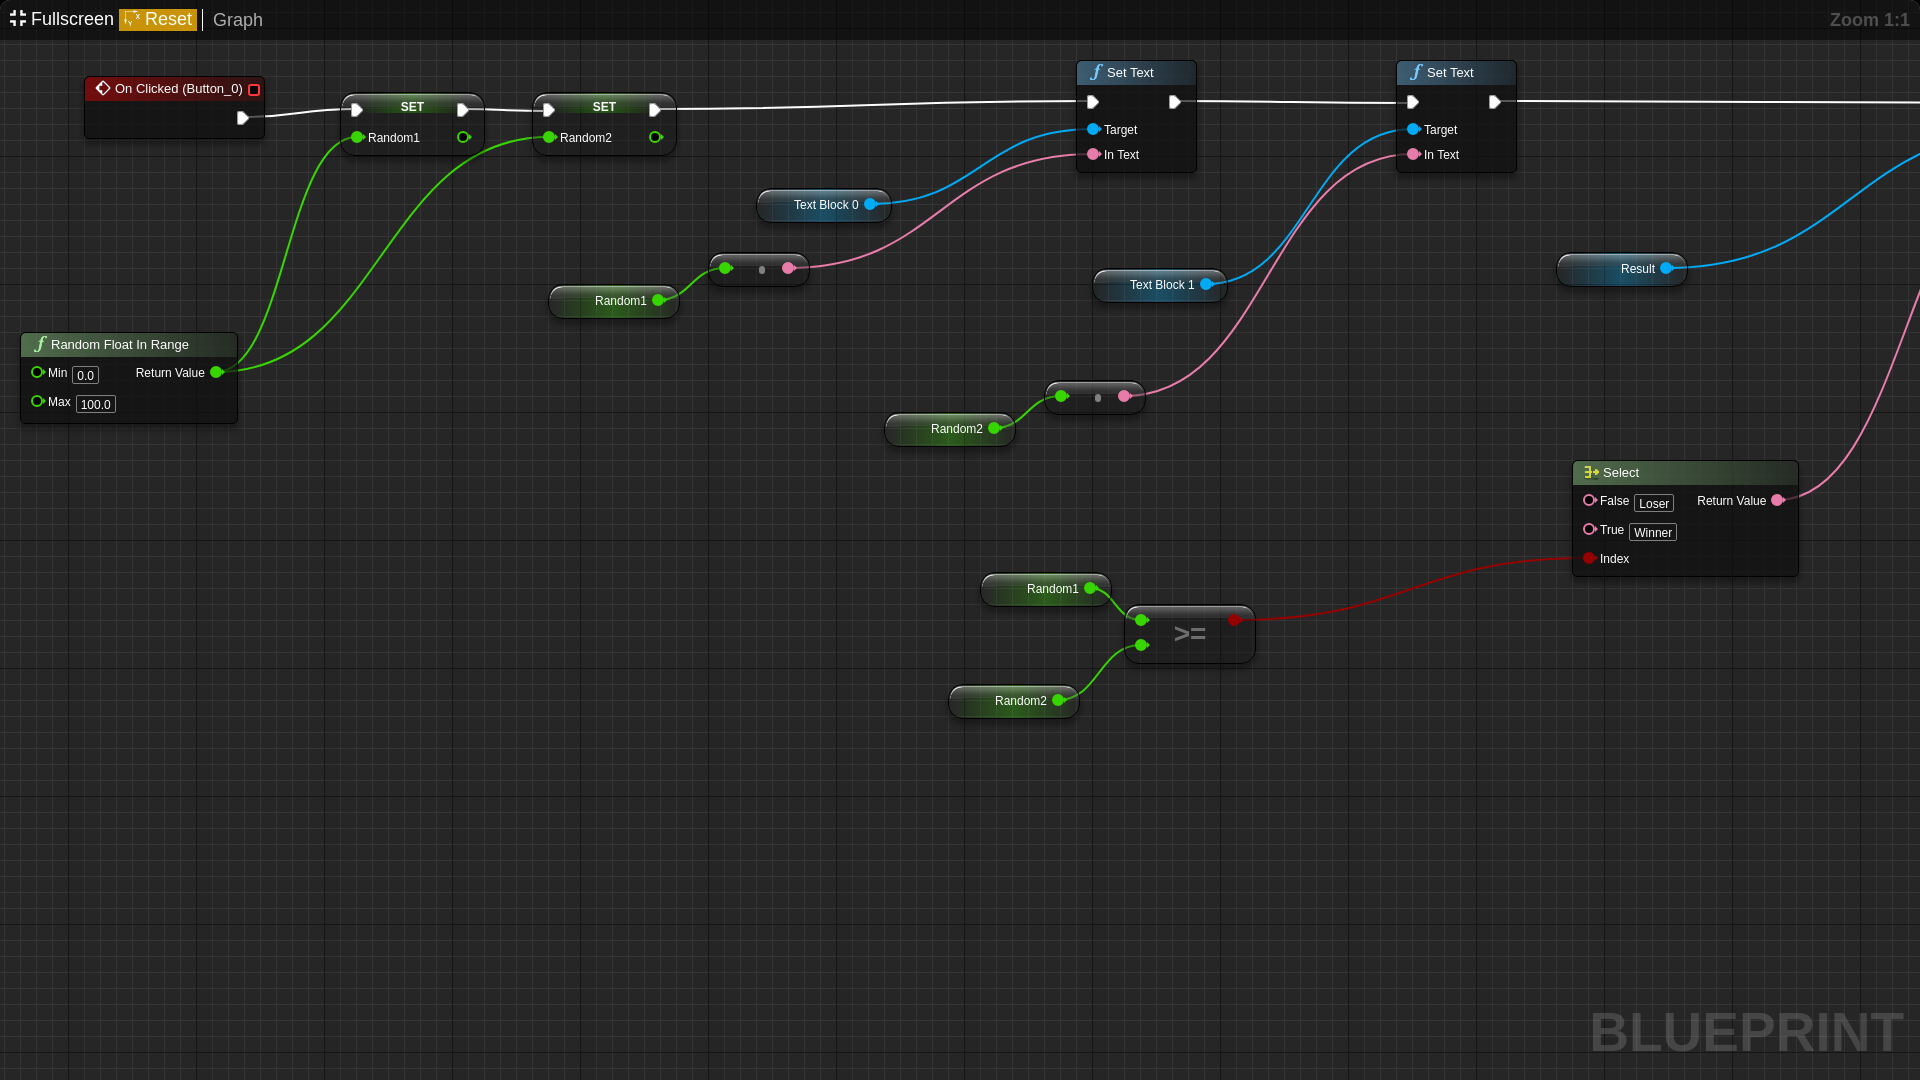 Fullscreen Reset Graph Zoom 1:1
On Clicked (Button_0)
SET
Random1
SET
Random2
Set Text
Target
In Text
Set Text
Target
In Text
Text Block 0
Random1
Text Block 1
Result
Random Float In Range
Min 0.0 Return Value
Max 100.0
Random2
Select
False Loser Return Value
True Winner
Index
Random1
>=
Random2
BLUEPRINT